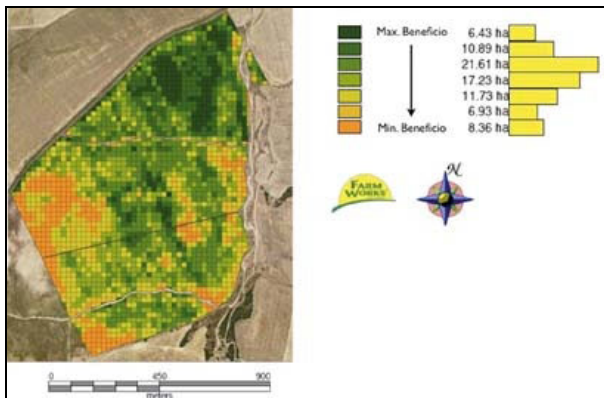 Max. Beneficio
Min. Beneficio
6.43 ha
10.89 ha
21.61 ha
17.23 ha
11.73 ha
6.93 ha
8.36 ha
FARM
WORKS
N
0 450 900
meters